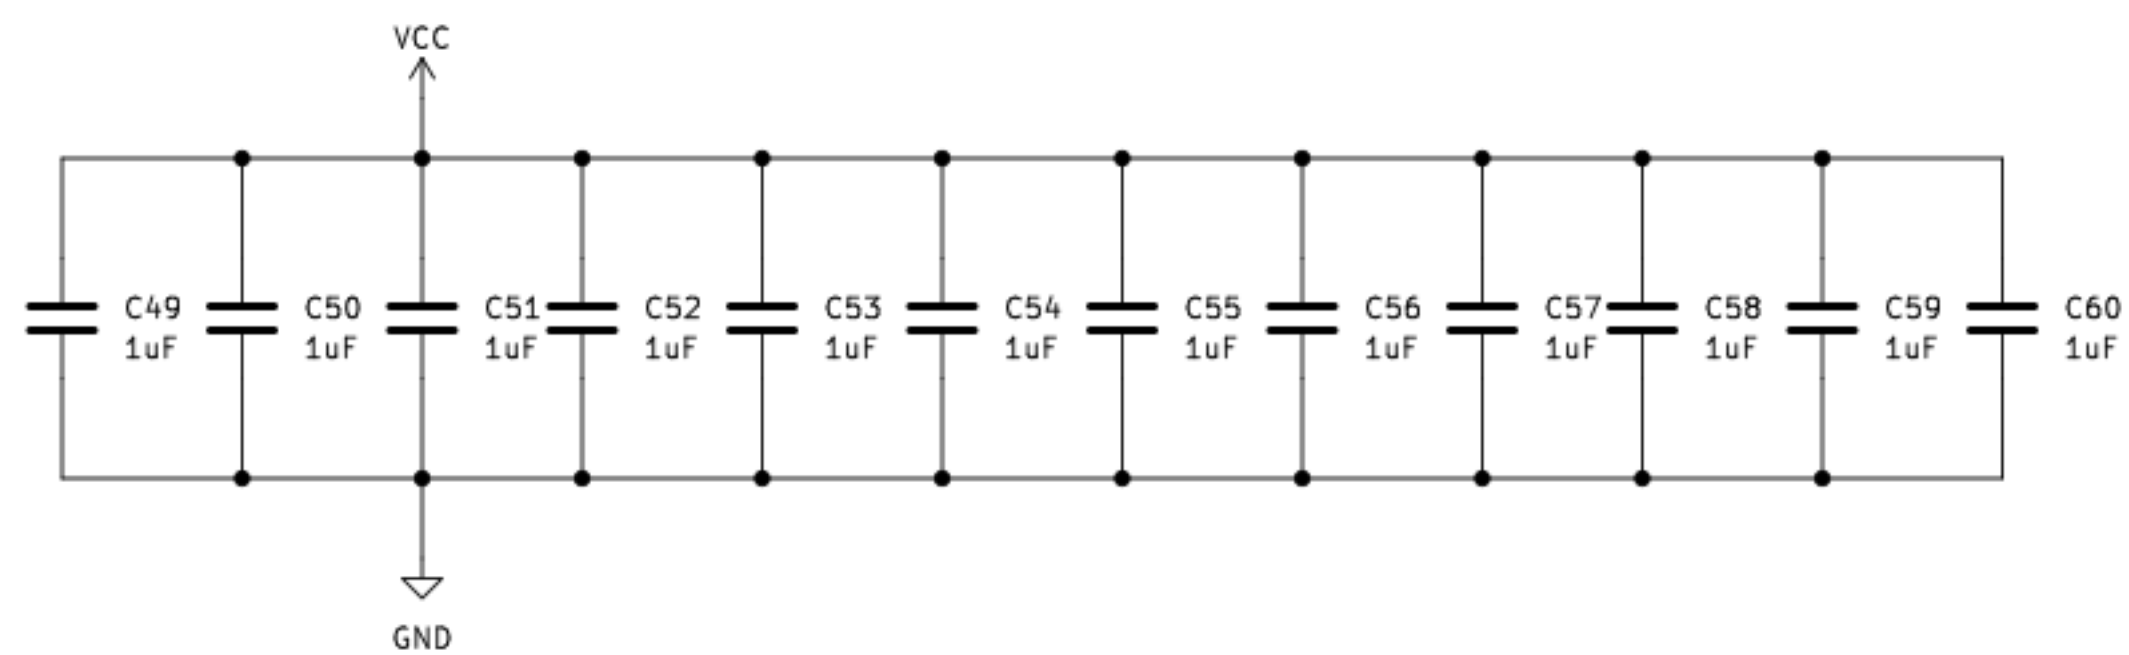 VCC
C49 C50 C51 C52 C53 C54 C55 C56 C57 C58 C59 C60
1uF 1uF 1uF 1uF 1uF 1uF 1uF 1uF 1uF 1uF 1uF 1uF
GND